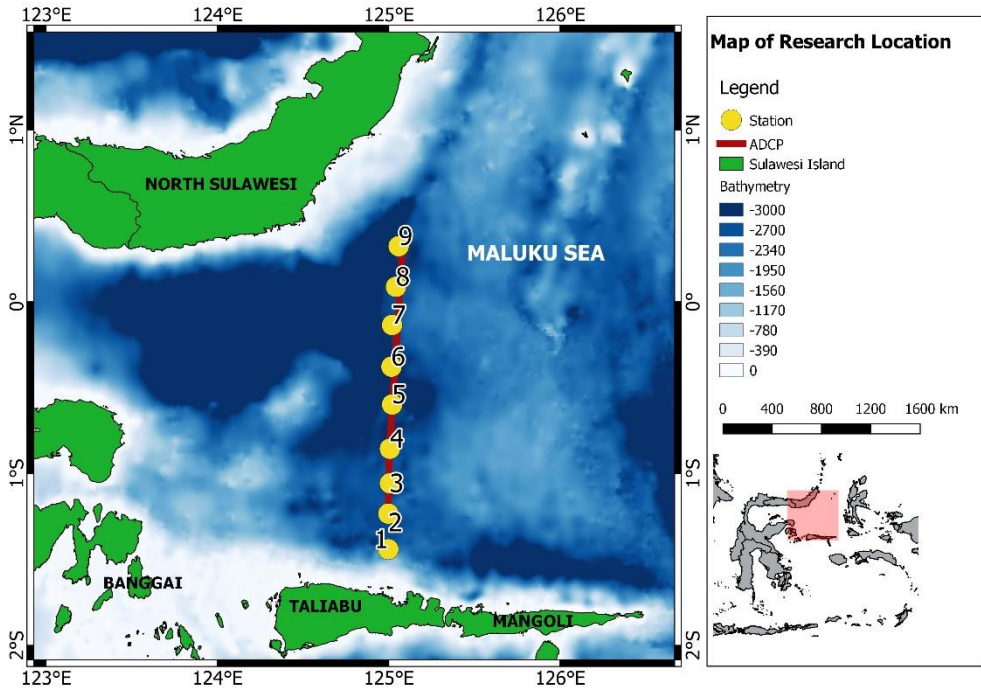 123°E 124°E 125°E 126°E
1°N
0°
1°S
2°S
NORTH SULAWESI
MALUKU SEA
9
8
7
6
5
4
3
2
1
BANGGAI
TALIABU
MANGOLI
1°N
0°
1°S
2°S
123°E 124°E 125°E 126°E
Map of Research Location
Legend
Station
ADCP
Sulawesi Island
Bathymetry
-3000
-2700
-2340
-1950
-1560
-1170
-780
-390
0
0 400 800 1200 1600 km